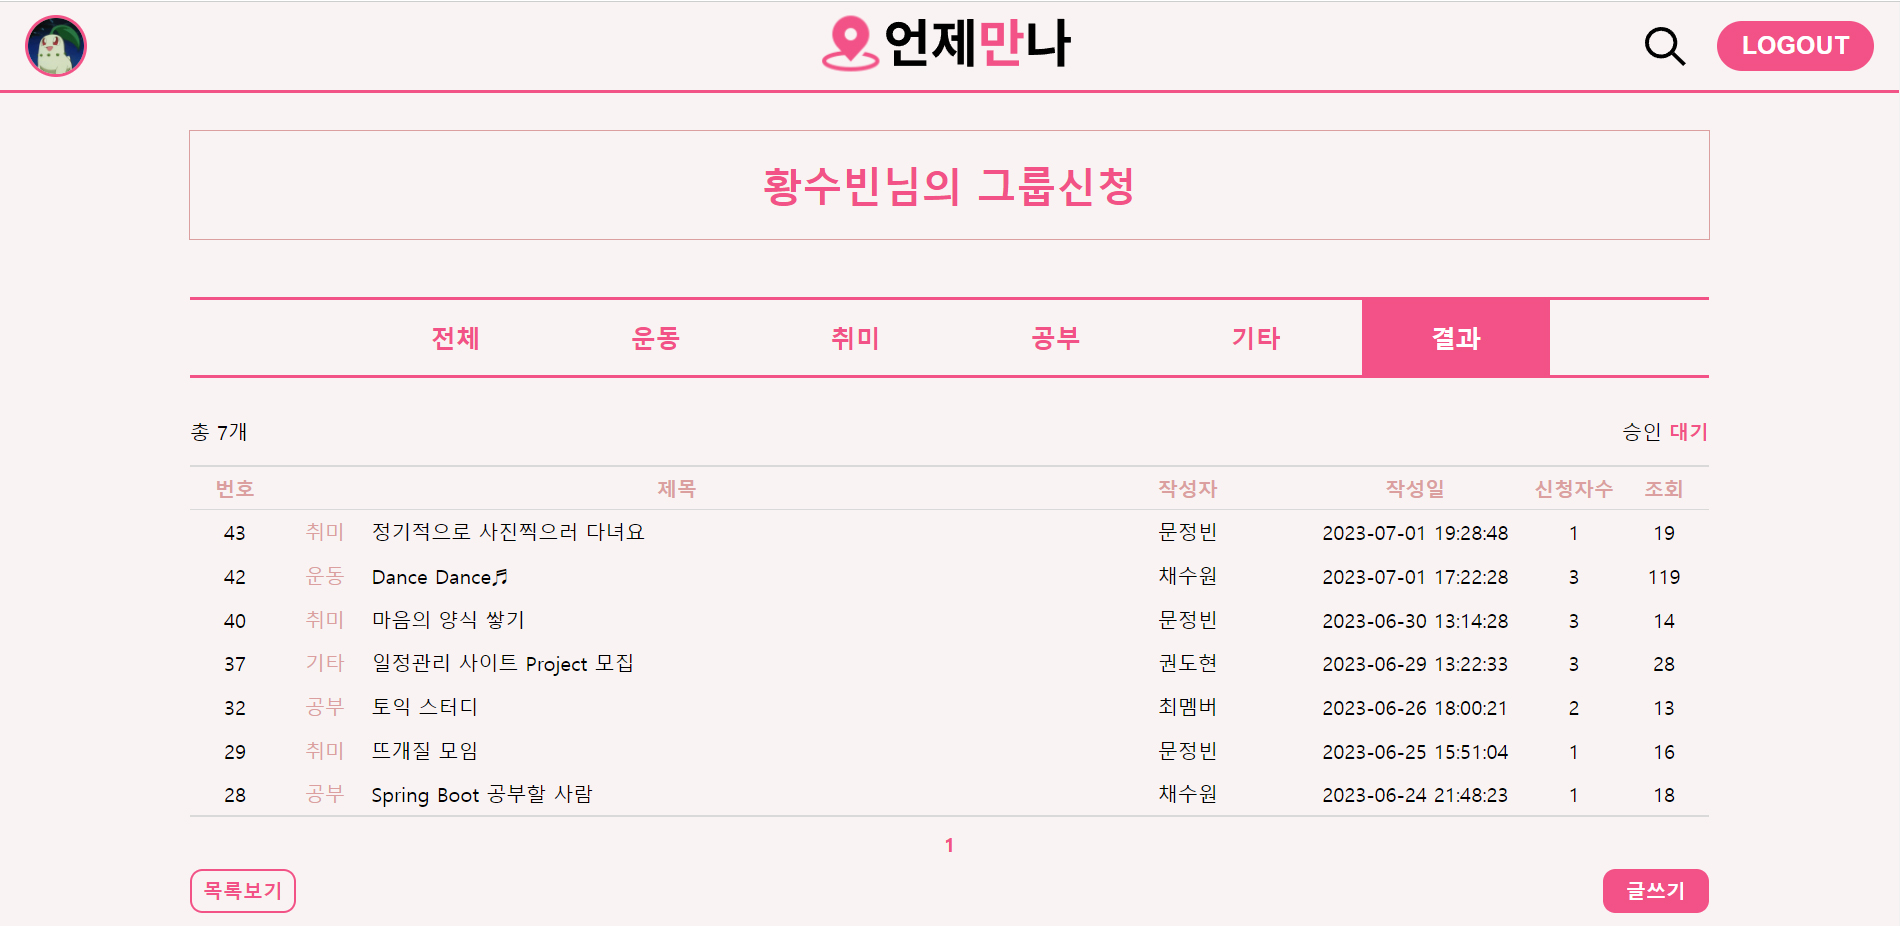 언제만나
LOGOUT
황수빈님의 그룹신청
전체 운동 취미 공부 기타 결과
총 7개 승인 대기
번호 제목 작성자 작성일 신청자수 조회
43 취미 정기적으로 사진찍으러 다녀요 문정빈 2023-07-01 19:28:48 1 19
42 운동 Dance Dance♬ 채수원 2023-07-01 17:22:28 3 119
40 취미 마음의 양식 쌓기 문정빈 2023-06-30 13:14:28 3 14
37 기타 일정관리 사이트 Project 모집 권도현 2023-06-29 13:22:33 3 28
32 공부 토익 스터디 최멤버 2023-06-26 18:00:21 2 13
29 취미 뜨개질 모임 문정빈 2023-06-25 15:51:04 1 16
28 공부 Spring Boot 공부할 사람 채수원 2023-06-24 21:48:23 1 18
1
목록보기 글쓰기